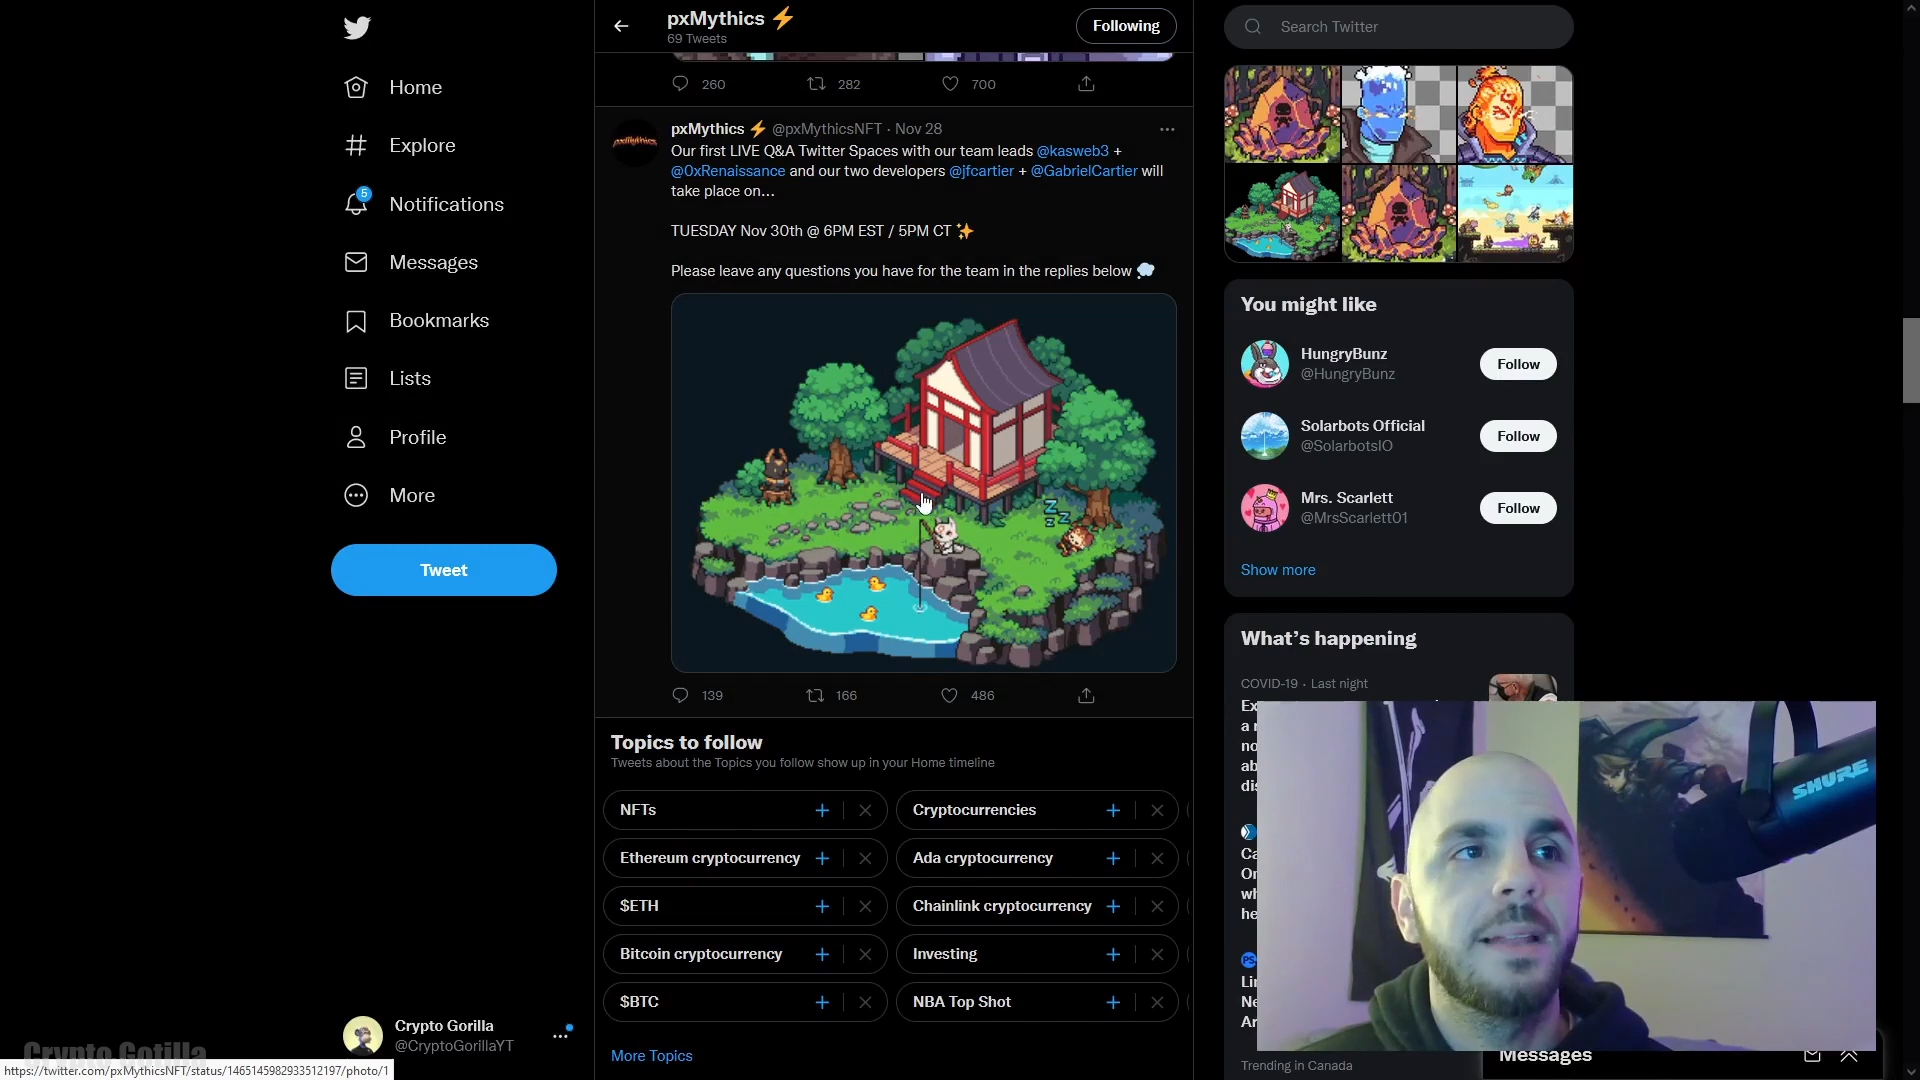 pxMythics ⚡
69 Tweets
Following
Search Twitter
Home
Explore
5
Notifications
Messages
Bookmarks
Lists
Profile
More
Tweet
260
282
700
pxMythics ⚡ @pxMythicsNFT · Nov 28
Our first LIVE Q&A Twitter Spaces with our team leads @kasweb3 +
@0xRenaissance and our two developers @jfcartier + @GabrielCartier will
take place on...
TUESDAY Nov 30th @ 6PM EST / 5PM CT ✨
Please leave any questions you have for the team in the replies below 💭
139
166
486
Topics to follow
Tweets about the Topics you follow show up in your Home timeline
NFTs
Cryptocurrencies
Ethereum cryptocurrency
Ada cryptocurrency
$ETH
Chainlink cryptocurrency
Bitcoin cryptocurrency
Investing
$BTC
NBA Top Shot
More Topics
You might like
HungryBunz
@HungryBunz
Follow
Solarbots Official
@SolarbotsIO
Follow
Mrs. Scarlett
@MrsScarlett01
Follow
Show more
What's happening
COVID-19 · Last night
SHURE
Trending in Canada
Messages
Crypto Gorilla
@CryptoGorillaYT
https://twitter.com/pxMythicsNFT/status/1465145982933512197/photo/1